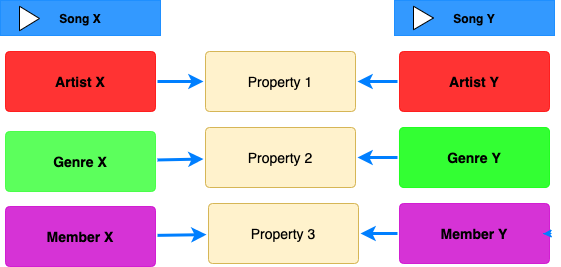 Song X
Song Y
Artist X
Property 1
Artist Y
Genre X
Property 2
Genre Y
Member X
Property 3
Member Y